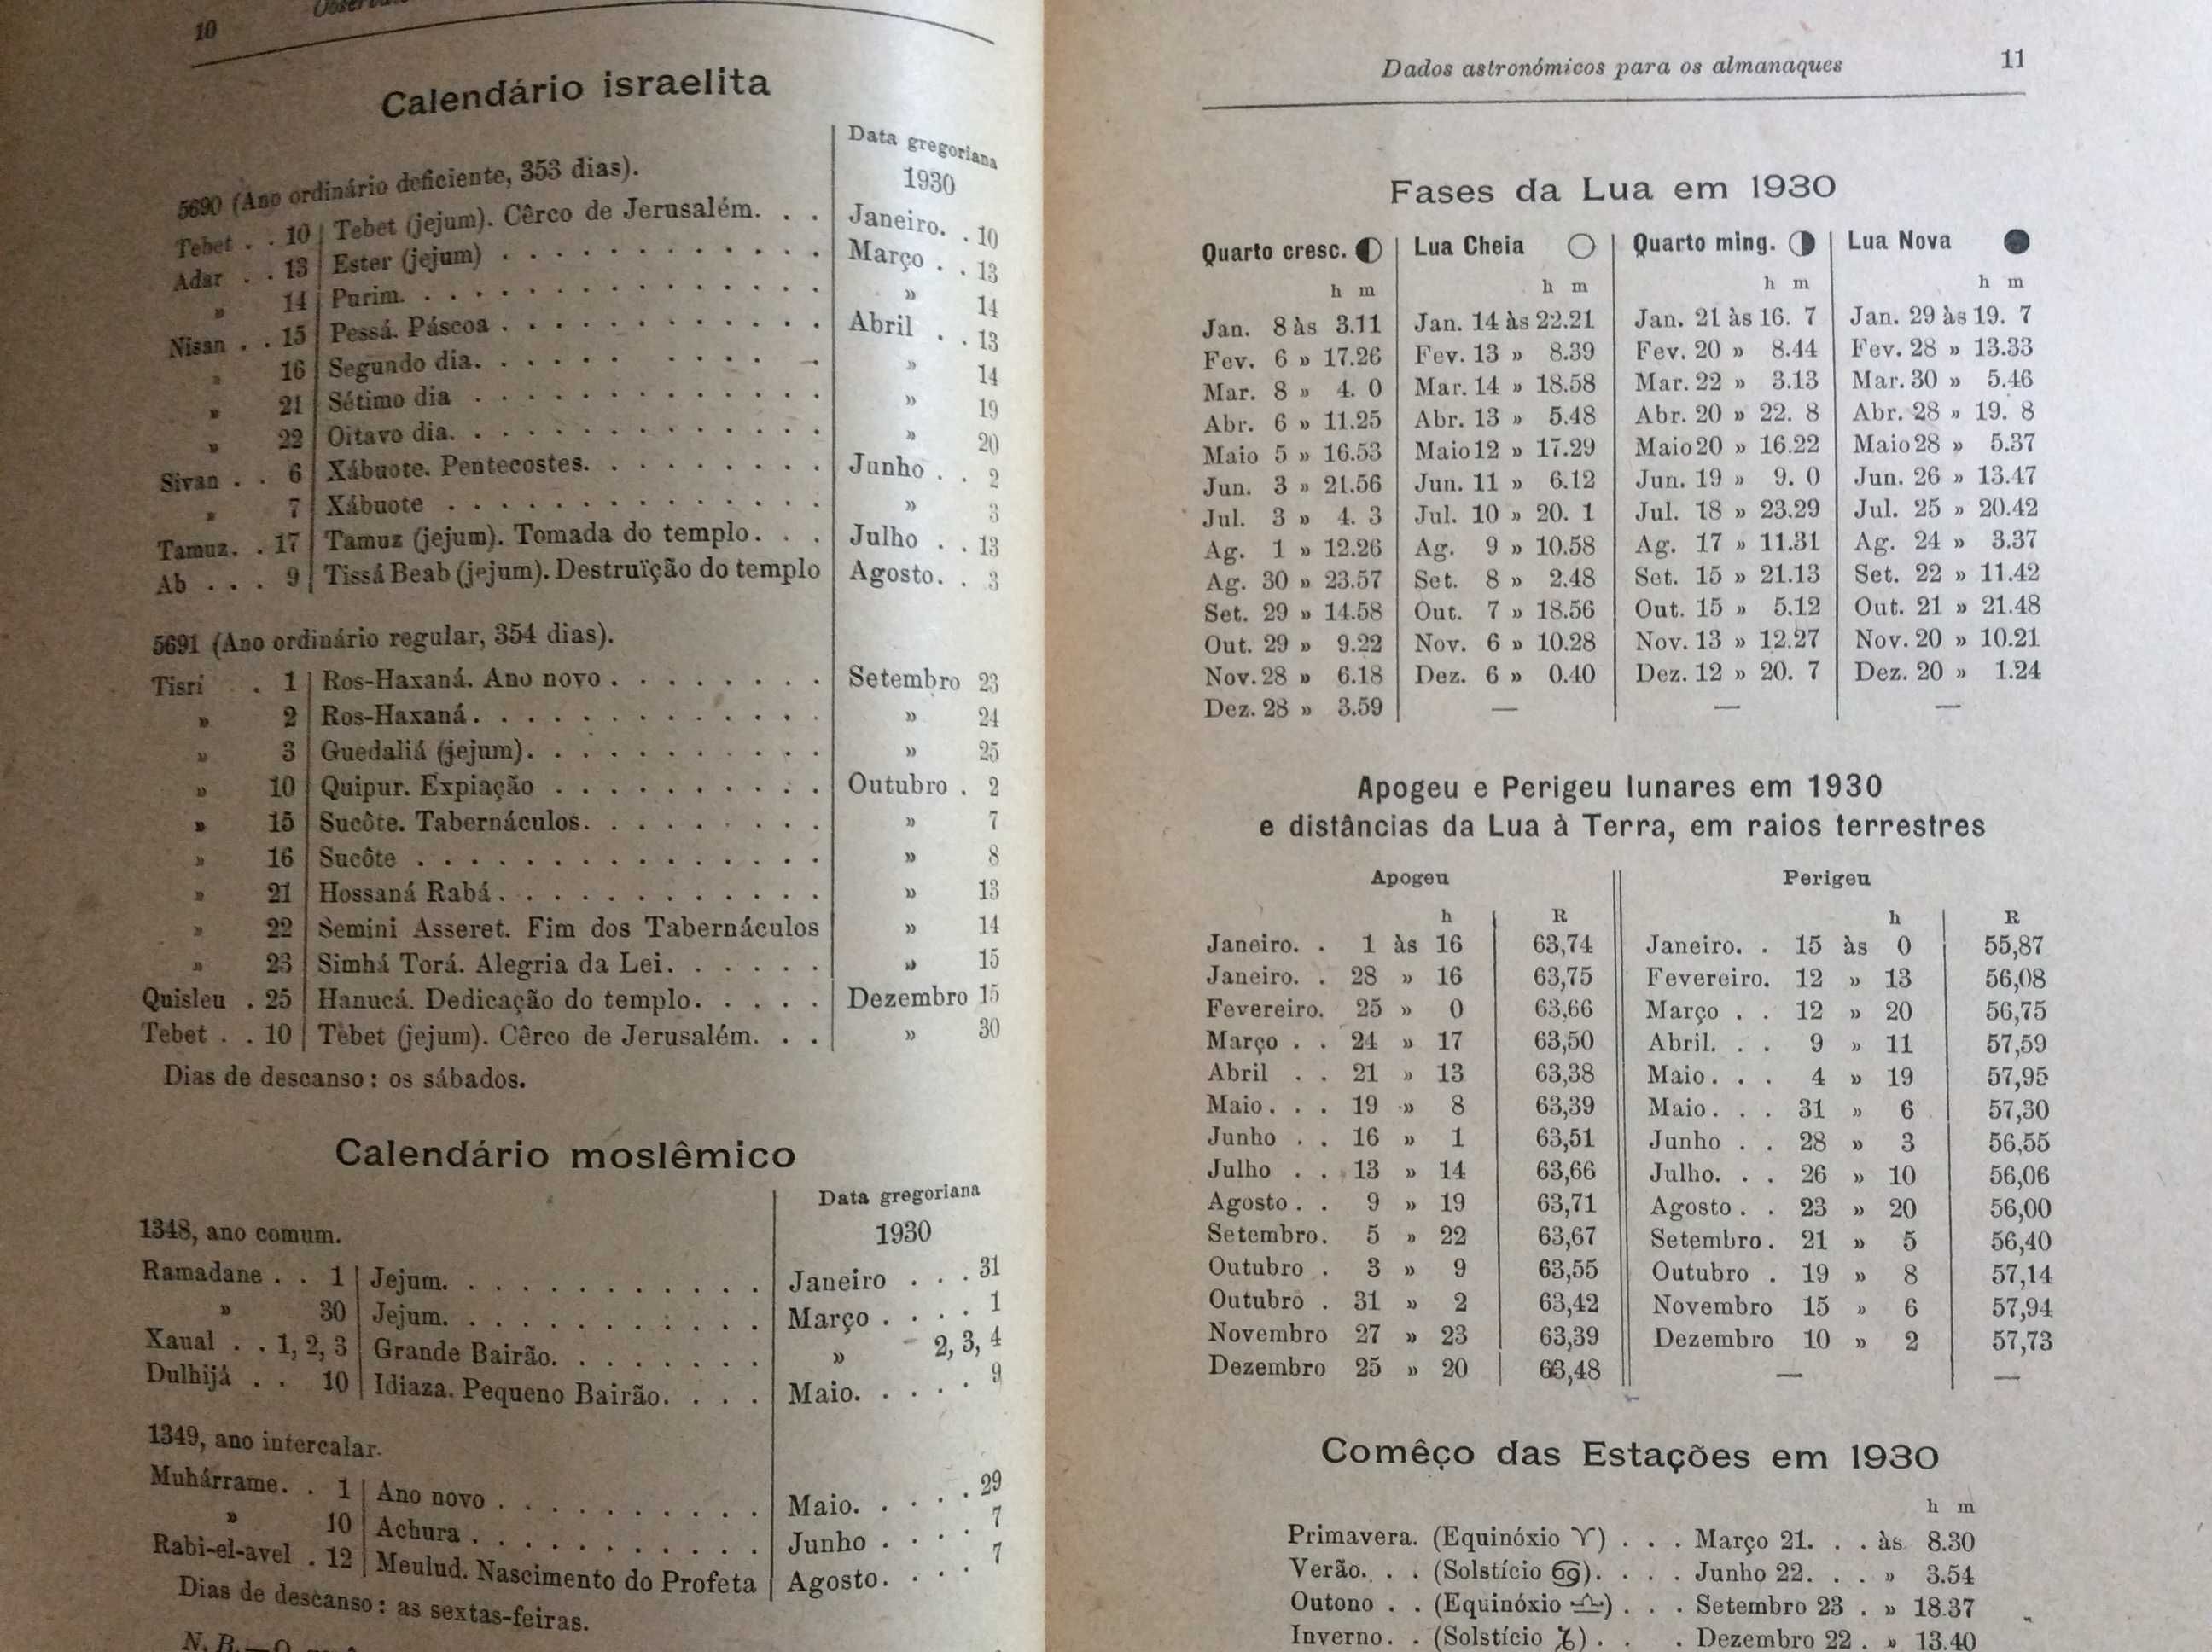 10
Calendário israelita
Data gregoriana
1930
5690 (Ano ordinário deficiente, 353 dias).
Tebet . . 10 | Tebet (jejum). Cêrco de Jerusalém. . . | Janeiro. . 10
Adar . . 13 | Ester (jejum) . . . . . . . . . . | Março . . 13
» 14 | Purim. . . . . . . . . . . . . | » 14
Nisan . . 15 | Pessá. Páscoa . . . . . . . . . . | Abril . . 13
» 16 | Segundo dia. . . . . . . . . . | » 14
» 21 | Sétimo dia . . . . . . . . . . . | » 19
» 22 | Oitavo dia. . . . . . . . . . . . | » 20
Sivan . . 6 | Xábuote. Pentecostes. . . . . . . . | Junho . . 2
» 7 | Xábuote . . . . . . . . . . . . | » 3
Tamuz. . 17 | Tamuz (jejum). Tomada do templo. . . | Julho . . 13
Ab . . . 9 | Tissá Beab (jejum). Destruïção do templo | Agosto. . 3
5691 (Ano ordinário regular, 354 dias).
Tisri . 1 | Ros-Haxaná. Ano novo . . . . . . . | Setembro 23
» 2 | Ros-Haxaná. . . . . . . . . . . . | » 24
» 3 | Guedaliá (jejum). . . . . . . . . . | » 25
» 10 | Quipur. Expiação . . . . . . . . . | Outubro . 2
» 15 | Sucôte. Tabernáculos. . . . . . . . | » 7
» 16 | Sucôte . . . . . . . . . . . . . | » 8
» 21 | Hossaná Rabá. . . . . . . . . . . | » 13
» 22 | Semini Asseret. Fim dos Tabernáculos | » 14
» 23 | Simhá Torá. Alegria da Lei. . . . . . | » 15
Quisleu . 25 | Hanucá. Dedicação do templo. . . . . | Dezembro 15
Tebet . . 10 | Tebet (jejum). Cêrco de Jerusalém. . . | » 30
Dias de descanso : os sábados.
Calendário moslêmico
Data gregoriana
1930
1348, ano comum.
Ramadane . . 1 | Jejum. . . . . . . . . . . . | Janeiro . . . 31
» 30 | Jejum. . . . . . . . . . . . | Março . . . . 1
Xaual . . 1, 2, 3 | Grande Bairão. . . . . . . . | » 2, 3, 4
Dulhijá . . 10 | Idiaza. Pequeno Bairão. . . . | Maio. . . . . 9
1349, ano intercalar.
Muhárrame. . 1 | Ano novo . . . . . . . . . . | Maio. . . . . 29
» 10 | Achura . . . . . . . . . . . | Junho . . . . 7
Rabi-el-avel . 12 | Meulud. Nascimento do Profeta | Agosto. . . . 7
Dias de descanso : as sextas-feiras.
N. B.—O
Dados astronómicos para os almanaques 11
Fases da Lua em 1930
Quarto cresc. | Lua Cheia | Quarto ming. | Lua Nova
h m | h m | h m | h m
Jan. 8 às 3.11 | Jan. 14 às 22.21 | Jan. 21 às 16. 7 | Jan. 29 às 19. 7
Fev. 6 » 17.26 | Fev. 13 » 8.39 | Fev. 20 » 8.44 | Fev. 28 » 13.33
Mar. 8 » 4. 0 | Mar. 14 » 18.58 | Mar. 22 » 3.13 | Mar. 30 » 5.46
Abr. 6 » 11.25 | Abr. 13 » 5.48 | Abr. 20 » 22. 8 | Abr. 28 » 19. 8
Maio 5 » 16.53 | Maio 12 » 17.29 | Maio 20 » 16.22 | Maio 28 » 5.37
Jun. 3 » 21.56 | Jun. 11 » 6.12 | Jun. 19 » 9. 0 | Jun. 26 » 13.47
Jul. 3 » 4. 3 | Jul. 10 » 20. 1 | Jul. 18 » 23.29 | Jul. 25 » 20.42
Ag. 1 » 12.26 | Ag. 9 » 10.58 | Ag. 17 » 11.31 | Ag. 24 » 3.37
Ag. 30 » 23.57 | Set. 8 » 2.48 | Set. 15 » 21.13 | Set. 22 » 11.42
Set. 29 » 14.58 | Out. 7 » 18.56 | Out. 15 » 5.12 | Out. 21 » 21.48
Out. 29 » 9.22 | Nov. 6 » 10.28 | Nov. 13 » 12.27 | Nov. 20 » 10.21
Nov. 28 » 6.18 | Dez. 6 » 0.40 | Dez. 12 » 20. 7 | Dez. 20 » 1.24
Dez. 28 » 3.59 | — | — | —
Apogeu e Perigeu lunares em 1930
e distâncias da Lua à Terra, em raios terrestres
Apogeu Perigeu
h | R | h | R
Janeiro. . 1 às 16 | 63,74 | Janeiro. . 15 às 0 | 55,87
Janeiro. . 28 » 16 | 63,75 | Fevereiro. 12 » 13 | 56,08
Fevereiro. 25 » 0 | 63,66 | Março . . 12 » 20 | 56,75
Março . . 24 » 17 | 63,50 | Abril. . . 9 » 11 | 57,59
Abril . . 21 » 13 | 63,38 | Maio . . . 4 » 19 | 57,95
Maio . . . 19 » 8 | 63,39 | Maio . . . 31 » 6 | 57,30
Junho . . 16 » 1 | 63,51 | Junho . . 28 » 3 | 56,55
Julho . . 13 » 14 | 63,66 | Julho. . . 26 » 10 | 56,06
Agosto . . 9 » 19 | 63,71 | Agosto . . 23 » 20 | 56,00
Setembro. 5 » 22 | 63,67 | Setembro . 21 » 5 | 56,40
Outubro . 3 » 9 | 63,55 | Outubro . 19 » 8 | 57,14
Outubro . 31 » 2 | 63,42 | Novembro 15 » 6 | 57,94
Novembro 27 » 23 | 63,39 | Dezembro 10 » 2 | 57,73
Dezembro 25 » 20 | 63,48 | — | —
Comêço das Estações em 1930
h m
Primavera. (Equinóxio ♈) . . . Março 21. . . às 8.30
Verão. . . (Solstício ♋). . . . Junho 22. . . » 3.54
Outono . . (Equinóxio ♎) . . . Setembro 23 . » 18.37
Inverno. . (Solstício ♑) . . . Dezembro 22 . » 13.40